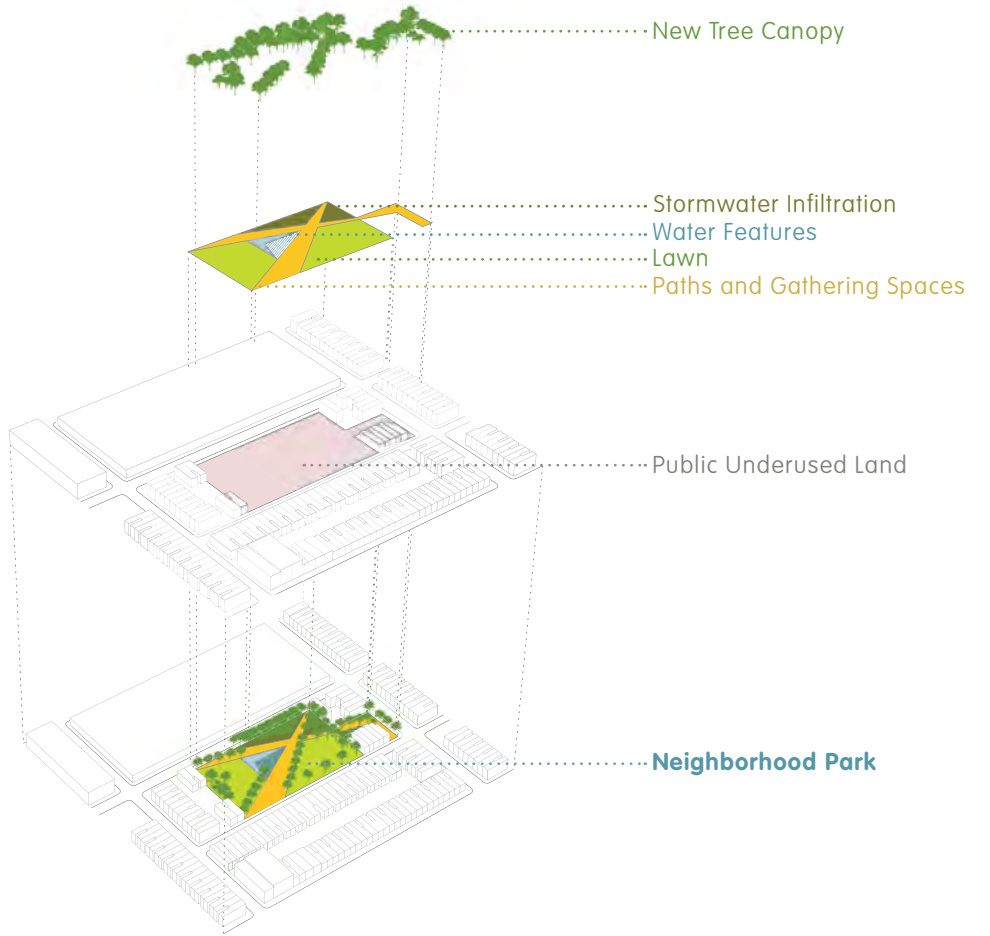 New Tree Canopy
Stormwater Infiltration
Water Features
Lawn
Paths and Gathering Spaces
Public Underused Land
Neighborhood Park